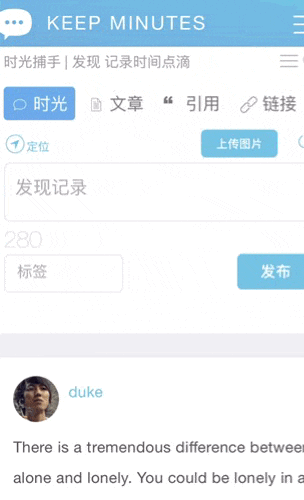 KEEP MINUTES
时光捕手 | 发现 记录时间点滴
时光 文章 引用 链接
定位 上传图片
发现记录
280
标签 发布
duke
There is a tremendous difference between
alone and lonely. You could be lonely in a